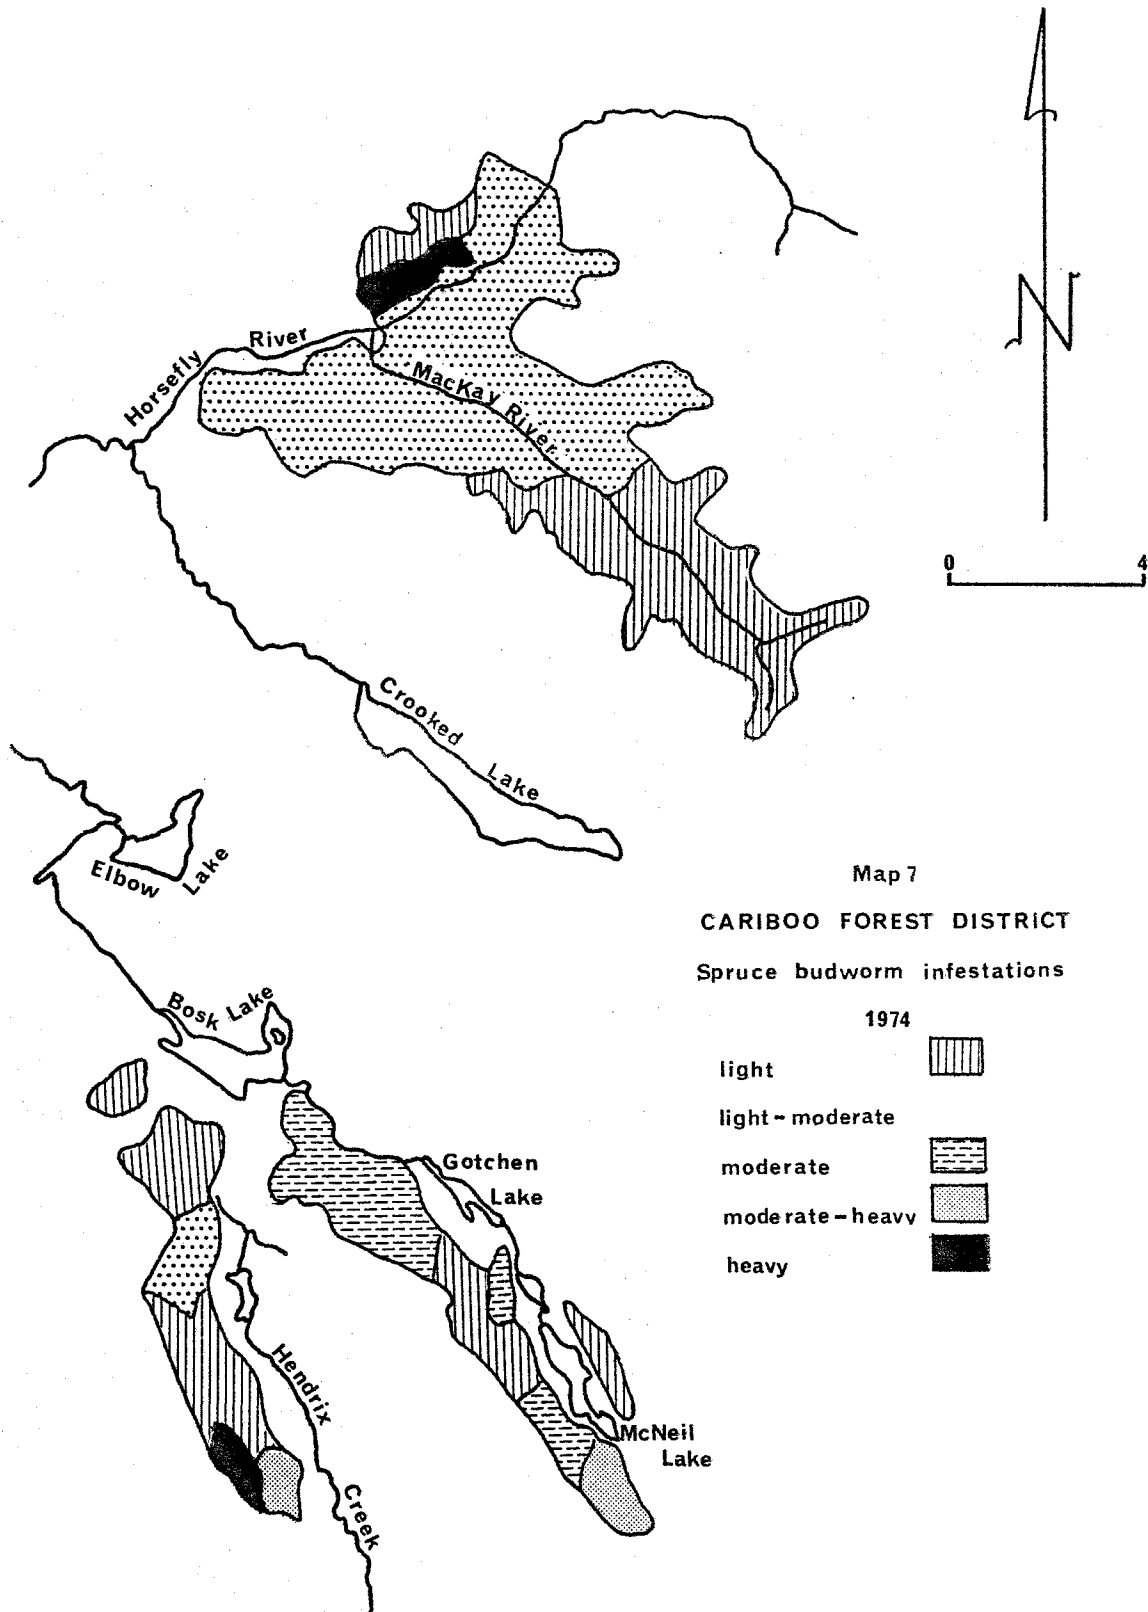 N
0 4
Horsefly River
MacKay River
Crooked Lake
Elbow Lake
Bosk Lake
Gotchen
Lake
Hendrix Creek
McNeil
Lake
Map 7
CARIBOO FOREST DISTRICT
Spruce budworm infestations
1974
light
light-moderate
moderate
moderate-heavy
heavy